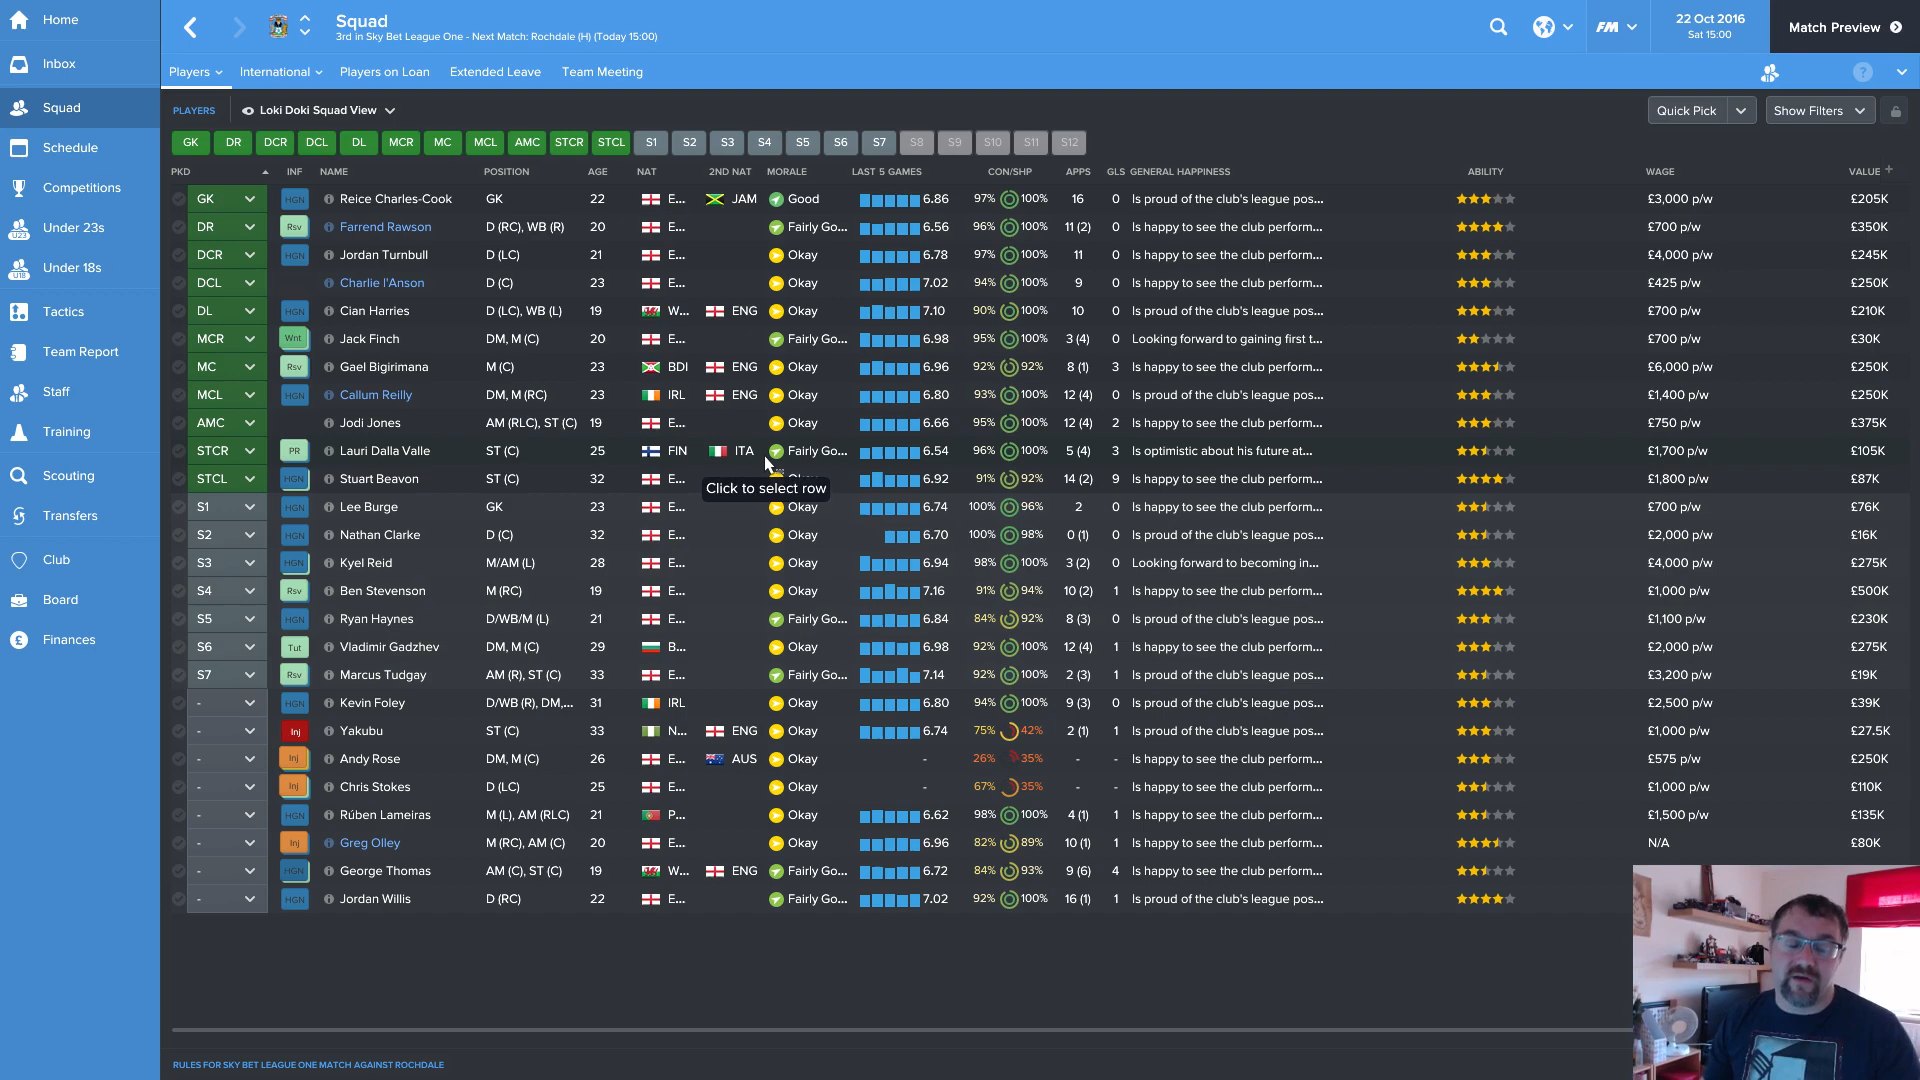 Home
Inbox
Squad
Schedule
Competitions
Under 23s
Under 18s
Tactics
Team Report
Staff
Training
Scouting
Transfers
Club
Board
Finances
Squad
3rd in Sky Bet League One - Next Match: Rochdale (H) (Today 15:00)
FM
22 Oct 2016
Sat 15:00
Match Preview
Players International Players on Loan Extended Leave Team Meeting
?
PLAYERS Loki Doki Squad View Quick Pick Show Filters
GK DR DCR DCL DL MCR MC MCL AMC STCR STCL S1 S2 S3 S4 S5 S6 S7 S8 S9 S10 S11 S12
PKD INF NAME POSITION AGE NAT 2ND NAT MORALE LAST 5 GAMES CON/SHP APPS GLS GENERAL HAPPINESS ABILITY WAGE VALUE +
GK HGN Reice Charles-Cook GK 22 E... JAM Good 6.86 97% 100% 16 0 Is proud of the club's league pos... £3,000 p/w £205K
DR Rsv Farrend Rawson D (RC), WB (R) 20 E... Fairly Go... 6.56 96% 100% 11 (2) 0 Is happy to see the club perform... £700 p/w £350K
DCR HGN Jordan Turnbull D (LC) 21 E... Okay 6.78 97% 100% 11 0 Is happy to see the club perform... £4,000 p/w £245K
DCL Charlie I'Anson D (C) 23 E... Okay 7.02 94% 100% 9 0 Is happy to see the club perform... £425 p/w £250K
DL HGN Cian Harries D (LC), WB (L) 19 W... ENG Okay 7.10 90% 100% 10 0 Is proud of the club's league pos... £700 p/w £210K
MCR Wnt Jack Finch DM, M (C) 20 E... Fairly Go... 6.98 95% 100% 3 (4) 0 Looking forward to gaining first t... £700 p/w £30K
MC Rsv Gael Bigirimana M (C) 23 BDI ENG Okay 6.96 92% 92% 8 (1) 3 Is happy to see the club perform... £6,000 p/w £250K
MCL HGN Callum Reilly DM, M (RC) 23 IRL ENG Okay 6.80 93% 100% 12 (4) 0 Is proud of the club's league pos... £1,400 p/w £250K
AMC Jodi Jones AM (RLC), ST (C) 19 E... Okay 6.66 95% 100% 12 (4) 2 Is happy to see the club perform... £750 p/w £375K
STCR PR Lauri Dalla Valle ST (C) 25 FIN ITA Fairly Go... 6.54 96% 100% 5 (4) 3 Is optimistic about his future at... £1,700 p/w £105K
STCL HGN Stuart Beavon ST (C) 32 E... 6.92 91% 92% 14 (2) 9 Is happy to see the club perform... £1,800 p/w £87K
Click to select row
S1 HGN Lee Burge GK 23 E... Okay 6.74 100% 96% 2 0 Is happy to see the club perform... £700 p/w £76K
S2 HGN Nathan Clarke D (C) 32 E... Okay 6.70 100% 98% 0 (1) 0 Is proud of the club's league pos... £2,000 p/w £16K
S3 HGN Kyel Reid M/AM (L) 28 E... Okay 6.94 98% 100% 3 (2) 0 Looking forward to becoming in... £4,000 p/w £275K
S4 Rsv Ben Stevenson M (RC) 19 E... Okay 7.16 91% 94% 10 (2) 1 Is happy to see the club perform... £1,000 p/w £500K
S5 HGN Ryan Haynes D/WB/M (L) 21 E... Fairly Go... 6.84 84% 92% 8 (3) 0 Is proud of the club's league pos... £1,100 p/w £230K
S6 Tut Vladimir Gadzhev DM, M (C) 29 B... Okay 6.98 92% 100% 12 (4) 1 Is happy to see the club perform... £2,000 p/w £275K
S7 Rsv Marcus Tudgay AM (R), ST (C) 33 E... Fairly Go... 7.14 92% 100% 2 (3) 1 Is happy to see the club perform... £3,200 p/w £19K
- HGN Kevin Foley D/WB (R), DM,... 31 IRL Okay 6.80 94% 100% 9 (3) 0 Is happy to see the club perform... £2,500 p/w £39K
- Inj Yakubu ST (C) 33 N... ENG Okay 6.74 75% 42% 2 (1) 1 Is proud of the club's league pos... £1,000 p/w £27.5K
- Inj Andy Rose DM, M (C) 26 E... AUS Okay - 26% 35% - - Is happy to see the club perform... £575 p/w £250K
- Inj Chris Stokes D (LC) 25 E... Okay - 67% 35% - - Is happy to see the club perform... £1,000 p/w £110K
- HGN Rúben Lameiras M (L), AM (RLC) 21 P... Okay 6.62 98% 100% 4 (1) 1 Is happy to see the club perform... £1,500 p/w £135K
- Inj Greg Olley M (RC), AM (C) 20 E... Okay 6.96 82% 89% 10 (1) 1 Is happy to see the club perform... N/A £80K
- HGN George Thomas AM (C), ST (C) 19 W... ENG Fairly Go... 6.72 84% 93% 9 (6) 4 Is happy to see the club perform...
- HGN Jordan Willis D (RC) 22 E... Fairly Go... 7.02 92% 100% 16 (1) 1 Is proud of the club's league pos...
RULES FOR SKY BET LEAGUE ONE MATCH AGAINST ROCHDALE